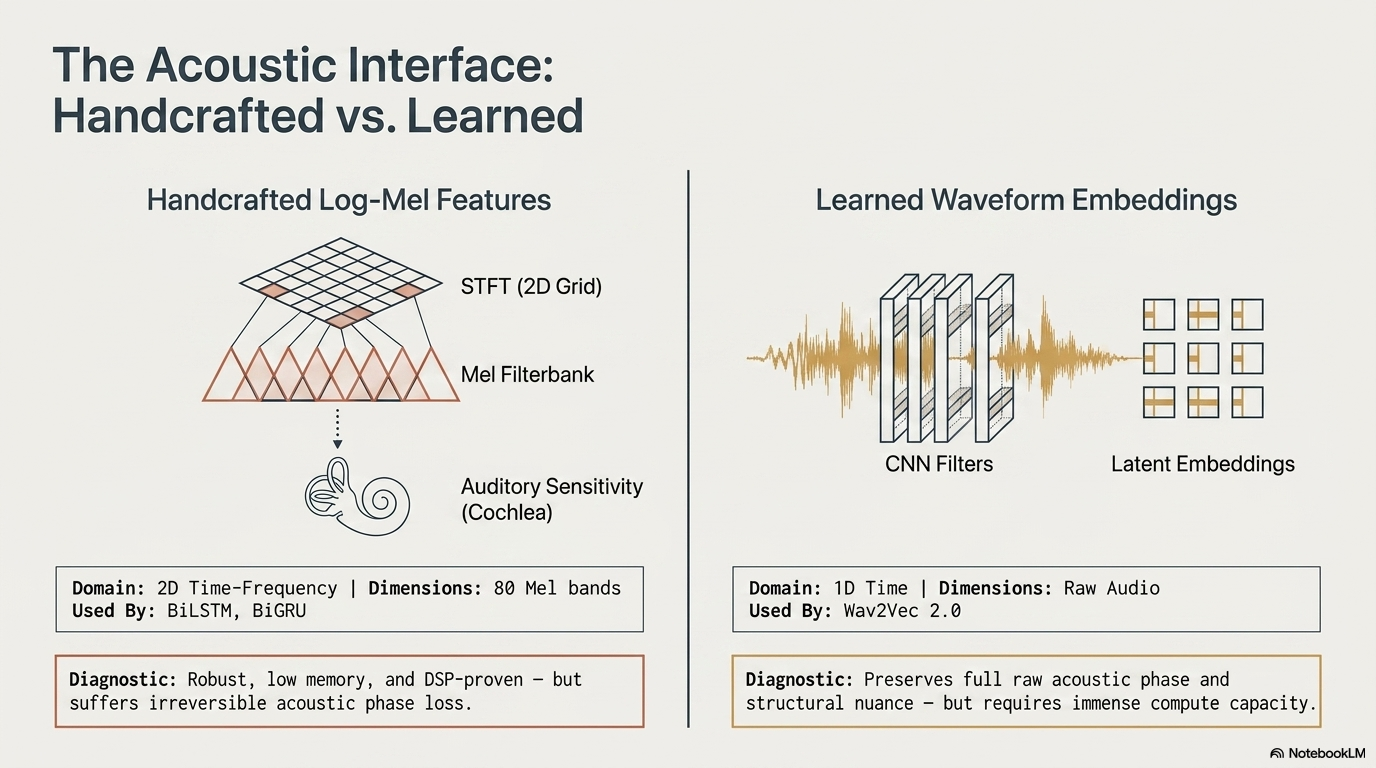 The Acoustic Interface:
Handcrafted vs. Learned
Handcrafted Log-Mel Features
STFT (2D Grid)
Mel Filterbank
Auditory Sensitivity
(Cochlea)
Domain: 2D Time-Frequency | Dimensions: 80 Mel bands
Used By: BiLSTM, BiGRU
Diagnostic: Robust, low memory, and DSP-proven – but
suffers irreversible acoustic phase loss.
Learned Waveform Embeddings
CNN Filters
Latent Embeddings
Domain: 1D Time | Dimensions: Raw Audio
Used By: Wav2Vec 2.0
Diagnostic: Preserves full raw acoustic phase and
structural nuance – but requires immense compute capacity.
NotebookLM